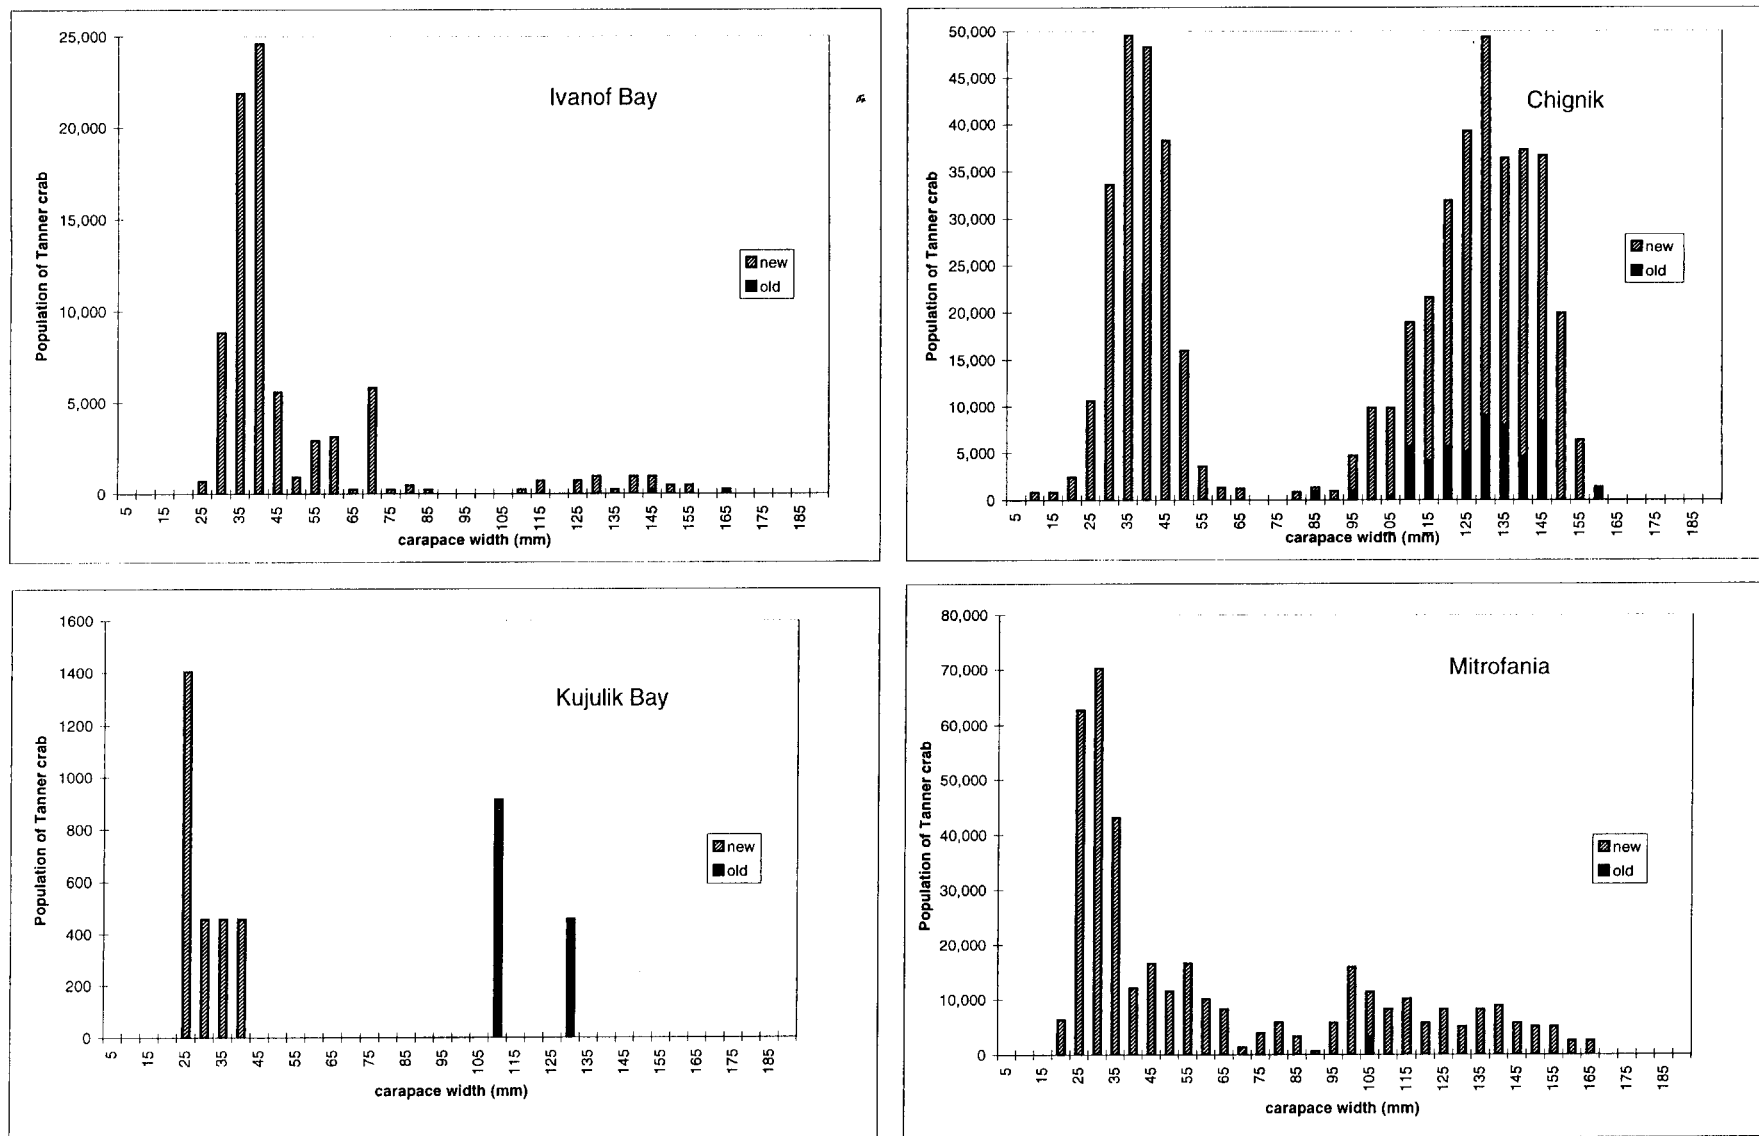 Ivanof Bay
Population of Tanner crab
25,000
20,000
15,000
10,000
5,000
0
new
old
5 15 25 35 45 55 65 75 85 95 105 115 125 135 145 155 165 175 185
carapace width (mm)
Chignik
Population of Tanner crab
50,000
45,000
40,000
35,000
30,000
25,000
20,000
15,000
10,000
5,000
0
new
old
5 15 25 35 45 55 65 75 85 95 105 115 125 135 145 155 165 175 185
carapace width (mm)
Kujulik Bay
Population of Tanner crab
1600
1400
1200
1000
800
600
400
200
0
new
old
5 15 25 35 45 55 65 75 85 95 105 115 125 135 145 155 165 175 185
carapace width (mm)
Mitrofania
Population of Tanner crab
80,000
70,000
60,000
50,000
40,000
30,000
20,000
10,000
0
new
old
5 15 25 35 45 55 65 75 85 95 105 115 125 135 145 155 165 175 185
carapace width (mm)